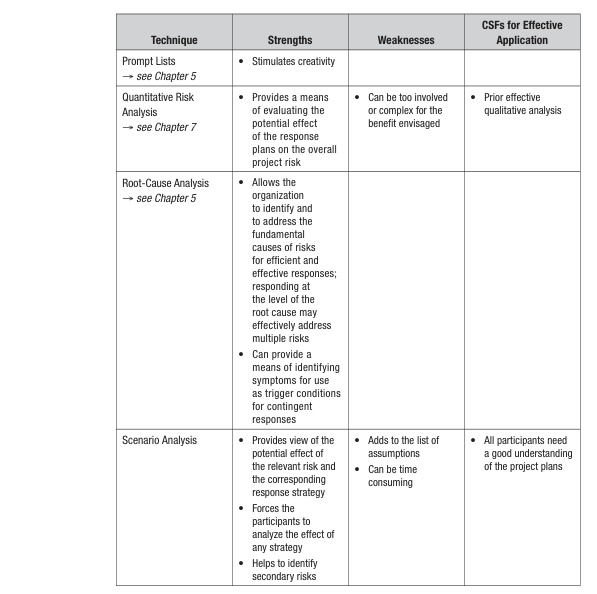 Technique
Strengths
Weaknesses
CSFs for Effective
Application
Prompt Lists
→ see Chapter 5
• Stimulates creativity
Quantitative Risk
Analysis
→ see Chapter 7
• Provides a means
of evaluating the
potential effect
of the response
plans on the overall
project risk
• Can be too involved
or complex for the
benefit envisaged
• Prior effective
qualitative analysis
Root-Cause Analysis
→ see Chapter 5
• Allows the
organization
to identify and
to address the
fundamental
causes of risks
for efficient and
effective responses;
responding at
the level of the
root cause may
effectively address
multiple risks
• Can provide a
means of identifying
symptoms for use
as trigger conditions
for contingent
responses
Scenario Analysis
• Provides view of the
potential effect of
the relevant risk and
the corresponding
response strategy
• Forces the
participants to
analyze the effect of
any strategy
• Helps to identify
secondary risks
• Adds to the list of
assumptions
• Can be time
consuming
• All participants need
a good understanding
of the project plans